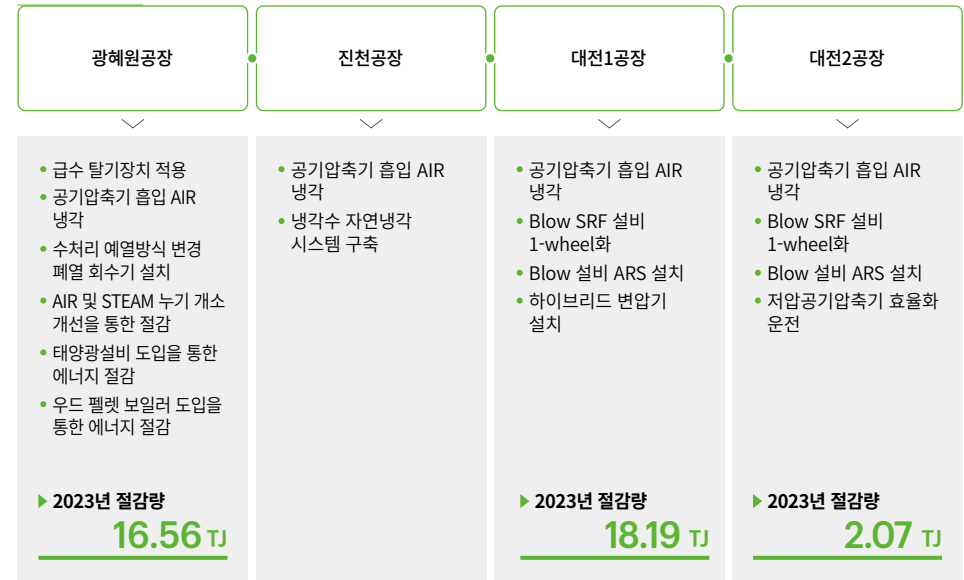 광혜원공장
급수 탈기장치 적용
공기압축기 흡입 AIR
냉각
수처리 예열방식 변경
폐열 회수기 설치
AIR 및 STEAM 누기 개소
개선을 통한 절감
태양광설비 도입을 통한
에너지 절감
우드 펠렛 보일러 도입을
통한 에너지 절감
2023년 절감량
16.56 TJ
진천공장
공기압축기 흡입 AIR
냉각
냉각수 자연냉각
시스템 구축
대전1공장
공기압축기 흡입 AIR
냉각
Blow SRF 설비
1-wheel화
Blow 설비 ARS 설치
하이브리드 변압기
설치
2023년 절감량
18.19 TJ
대전2공장
공기압축기 흡입 AIR
냉각
Blow SRF 설비
1-wheel화
Blow 설비 ARS 설치
저압공기압축기 효율화
운전
2023년 절감량
2.07 TJ